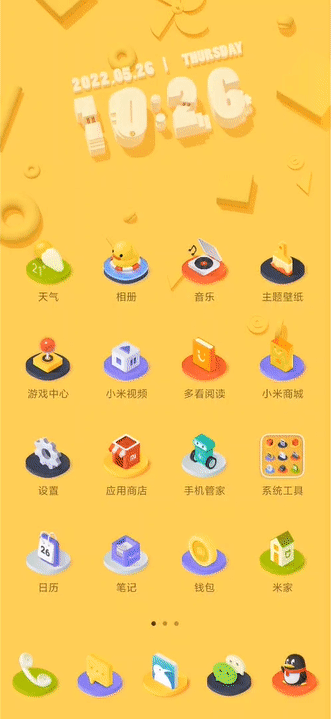 2022.05.26 | THURSDAY
10:26
21°
天气 相册 音乐 主题壁纸
游戏中心 小米视频 多看阅读 小米商城
设置 应用商店 手机管家 系统工具
26
日历 笔记 钱包 米家